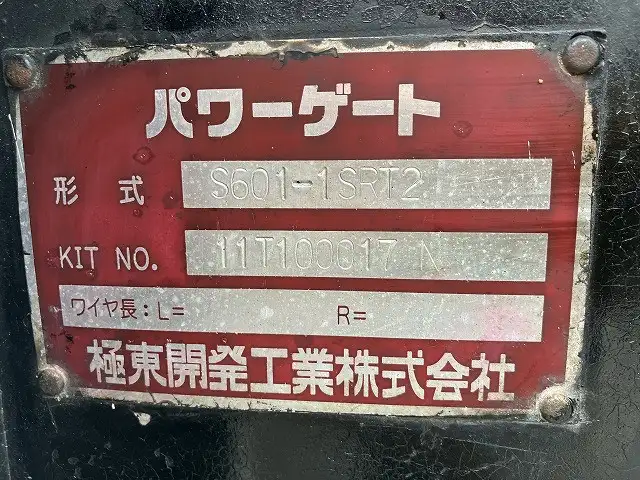 パワーゲート
形式 S601-1SRT2
KIT NO. 11T100017 N
ワイヤ長：L= R=
極東開発工業株式会社